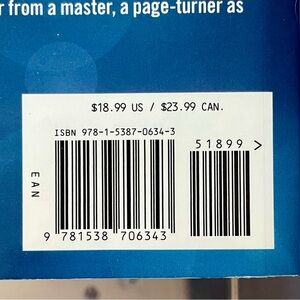 r from a master, a page-turner as
$18.99 US / $23.99 CAN.
ISBN 978-1-5387-0634-3
51899 >
EAN
9 781538 706343